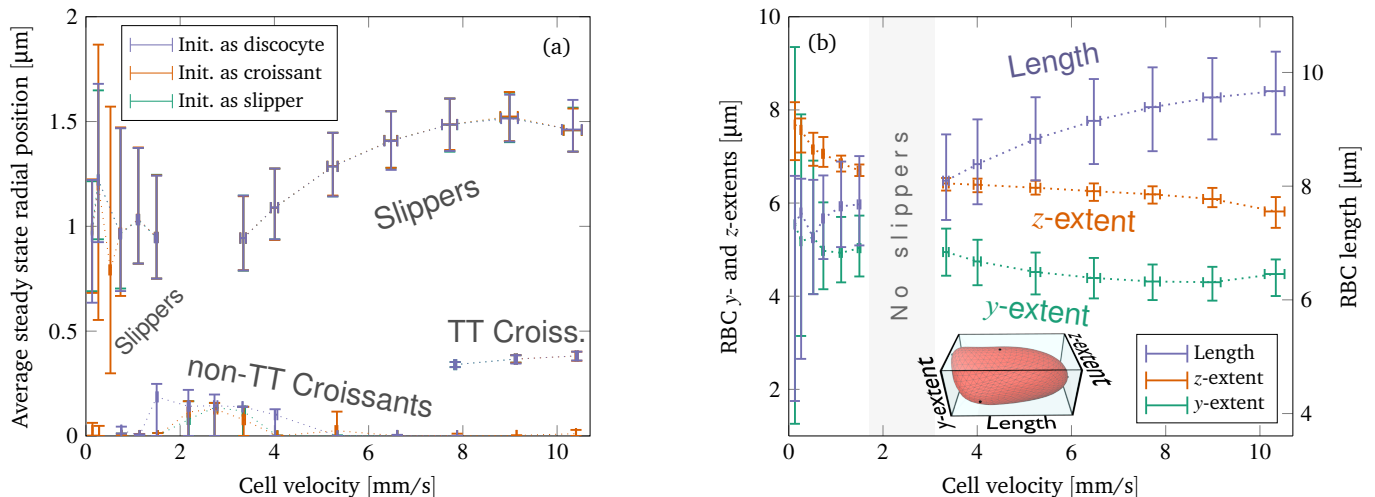 Average steady state radial position [µm]
2
1.5
1
0.5
0
Init. as discocyte
Init. as croissant
Init. as slipper
(a)
Slippers
Slippers
TT Croiss.
non-TT Croissants
0
2
4
6
8
10
Cell velocity [mm/s]
RBC y- and z-extents [µm]
10
8
6
4
2
(b)
Length
No slippers
z-extent
y-extent
y-extent
Length
z-extent
Length
z-extent
y-extent
10
8
6
4
RBC length [µm]
0
2
4
6
8
10
Cell velocity [mm/s]